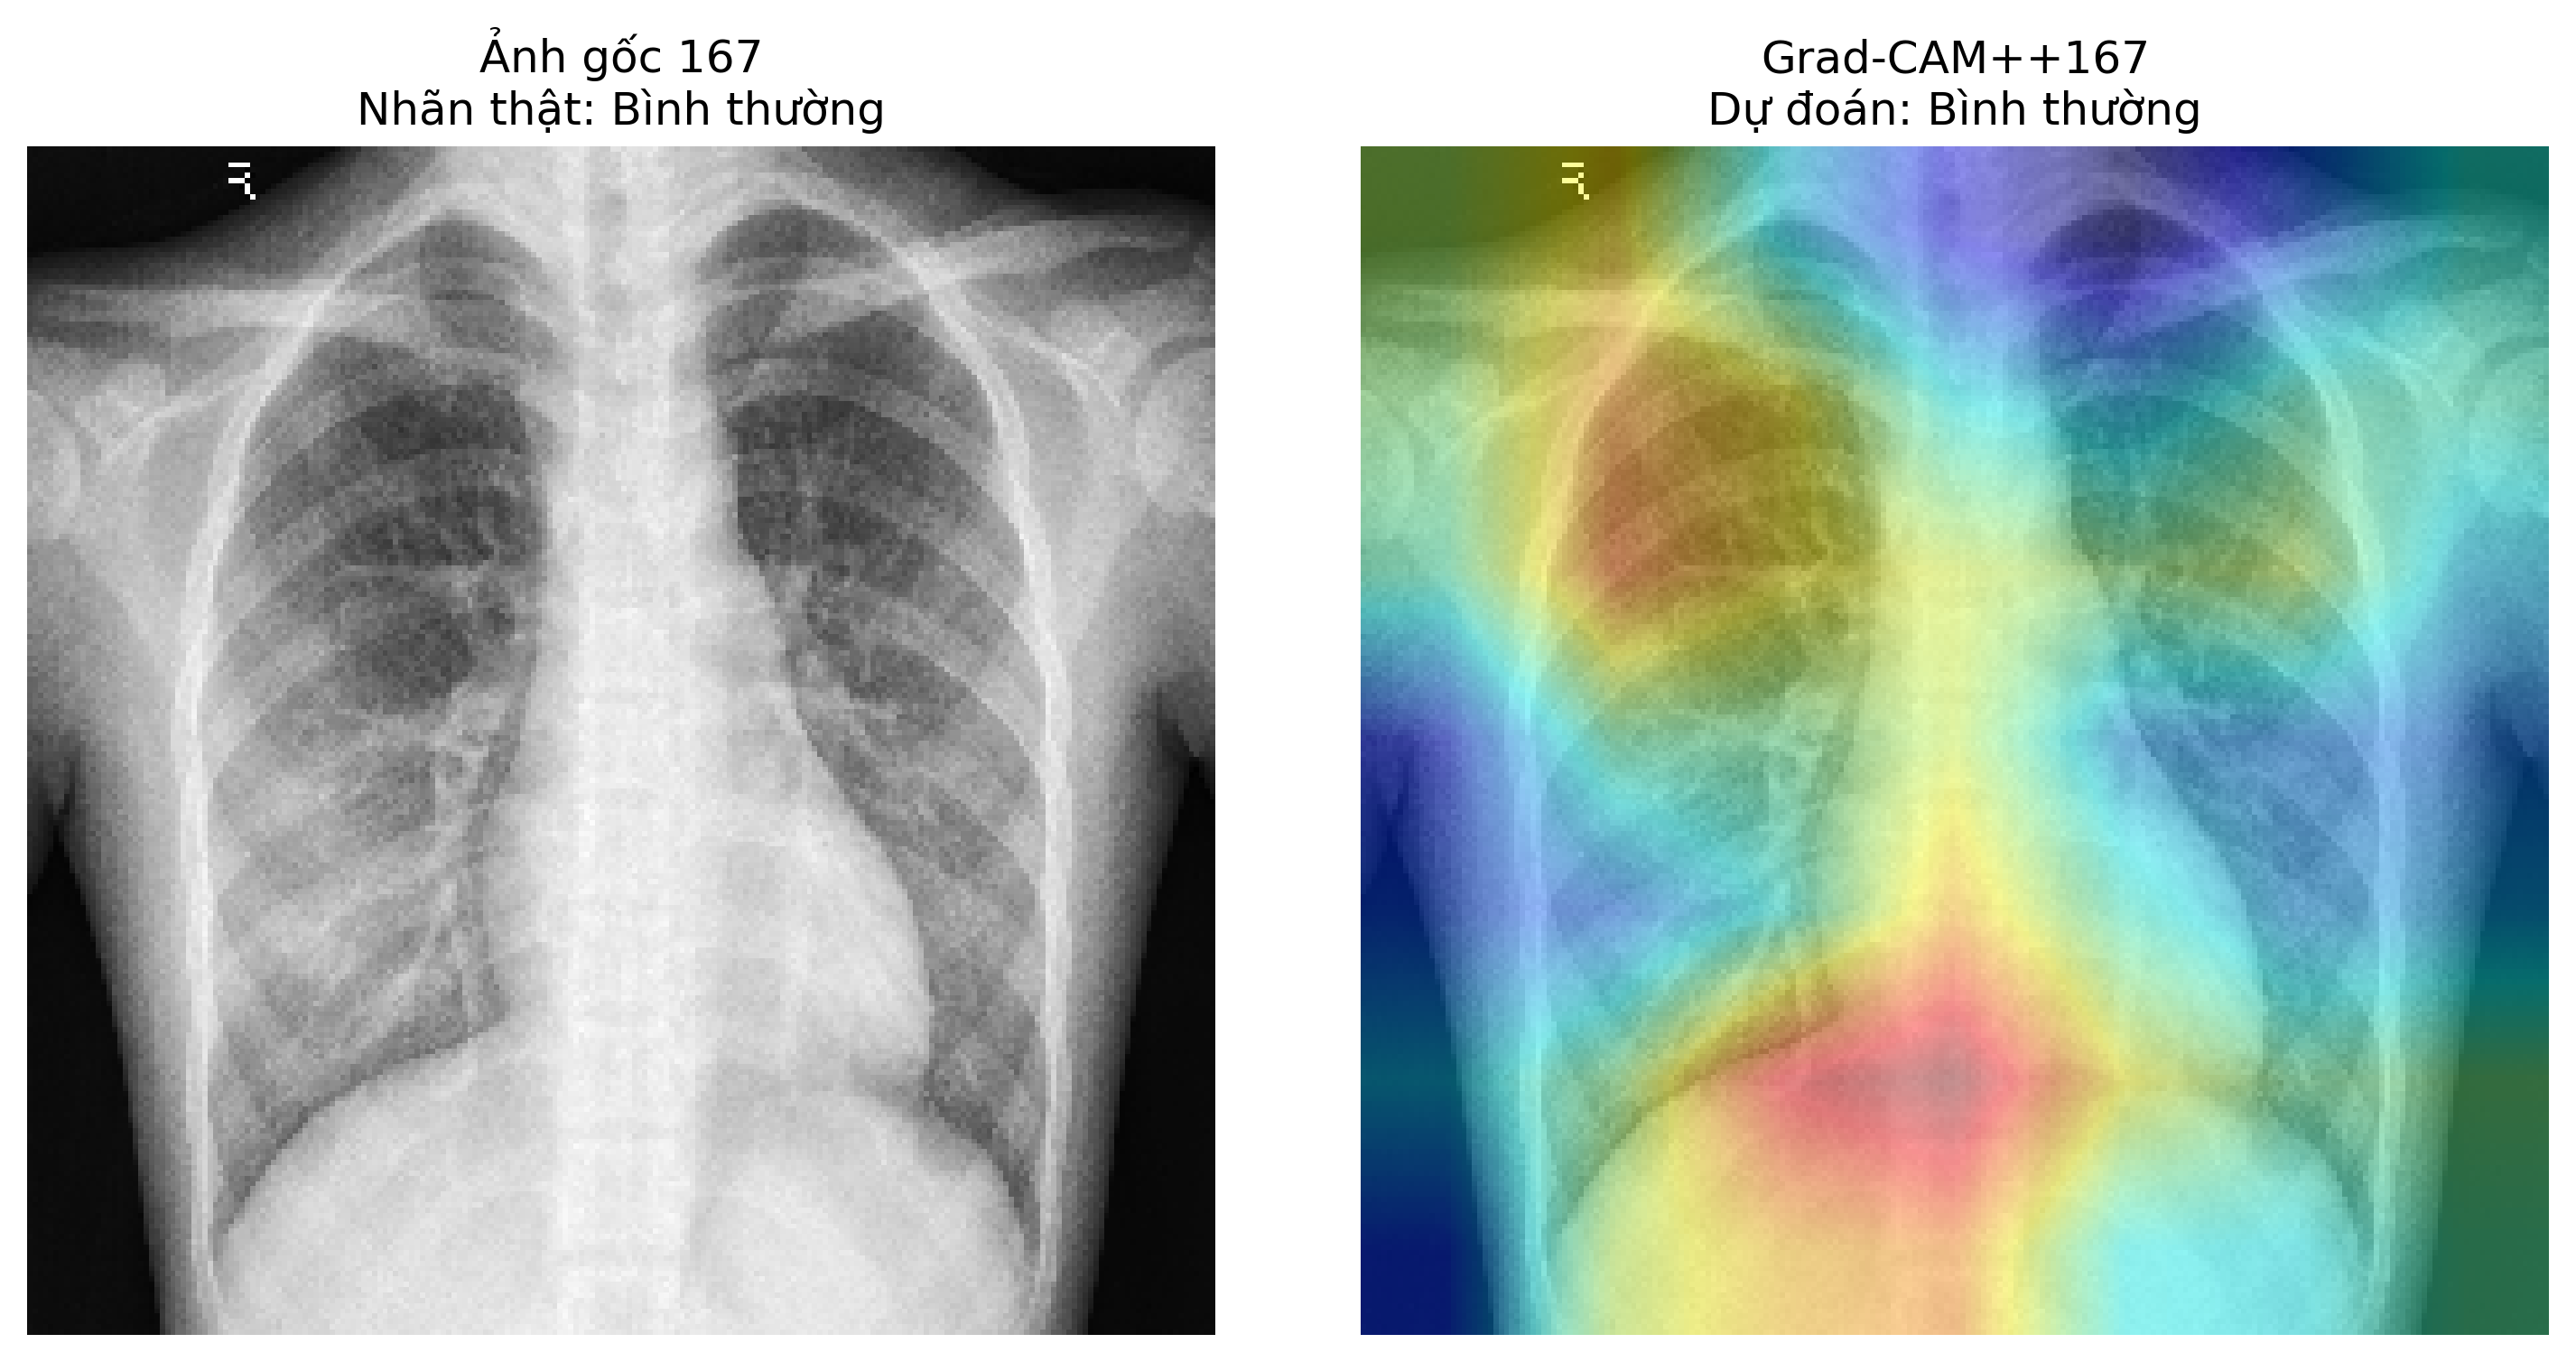 Ảnh gốc 167
Nhãn thật: Bình thường
Grad-CAM++167
Dự đoán: Bình thường